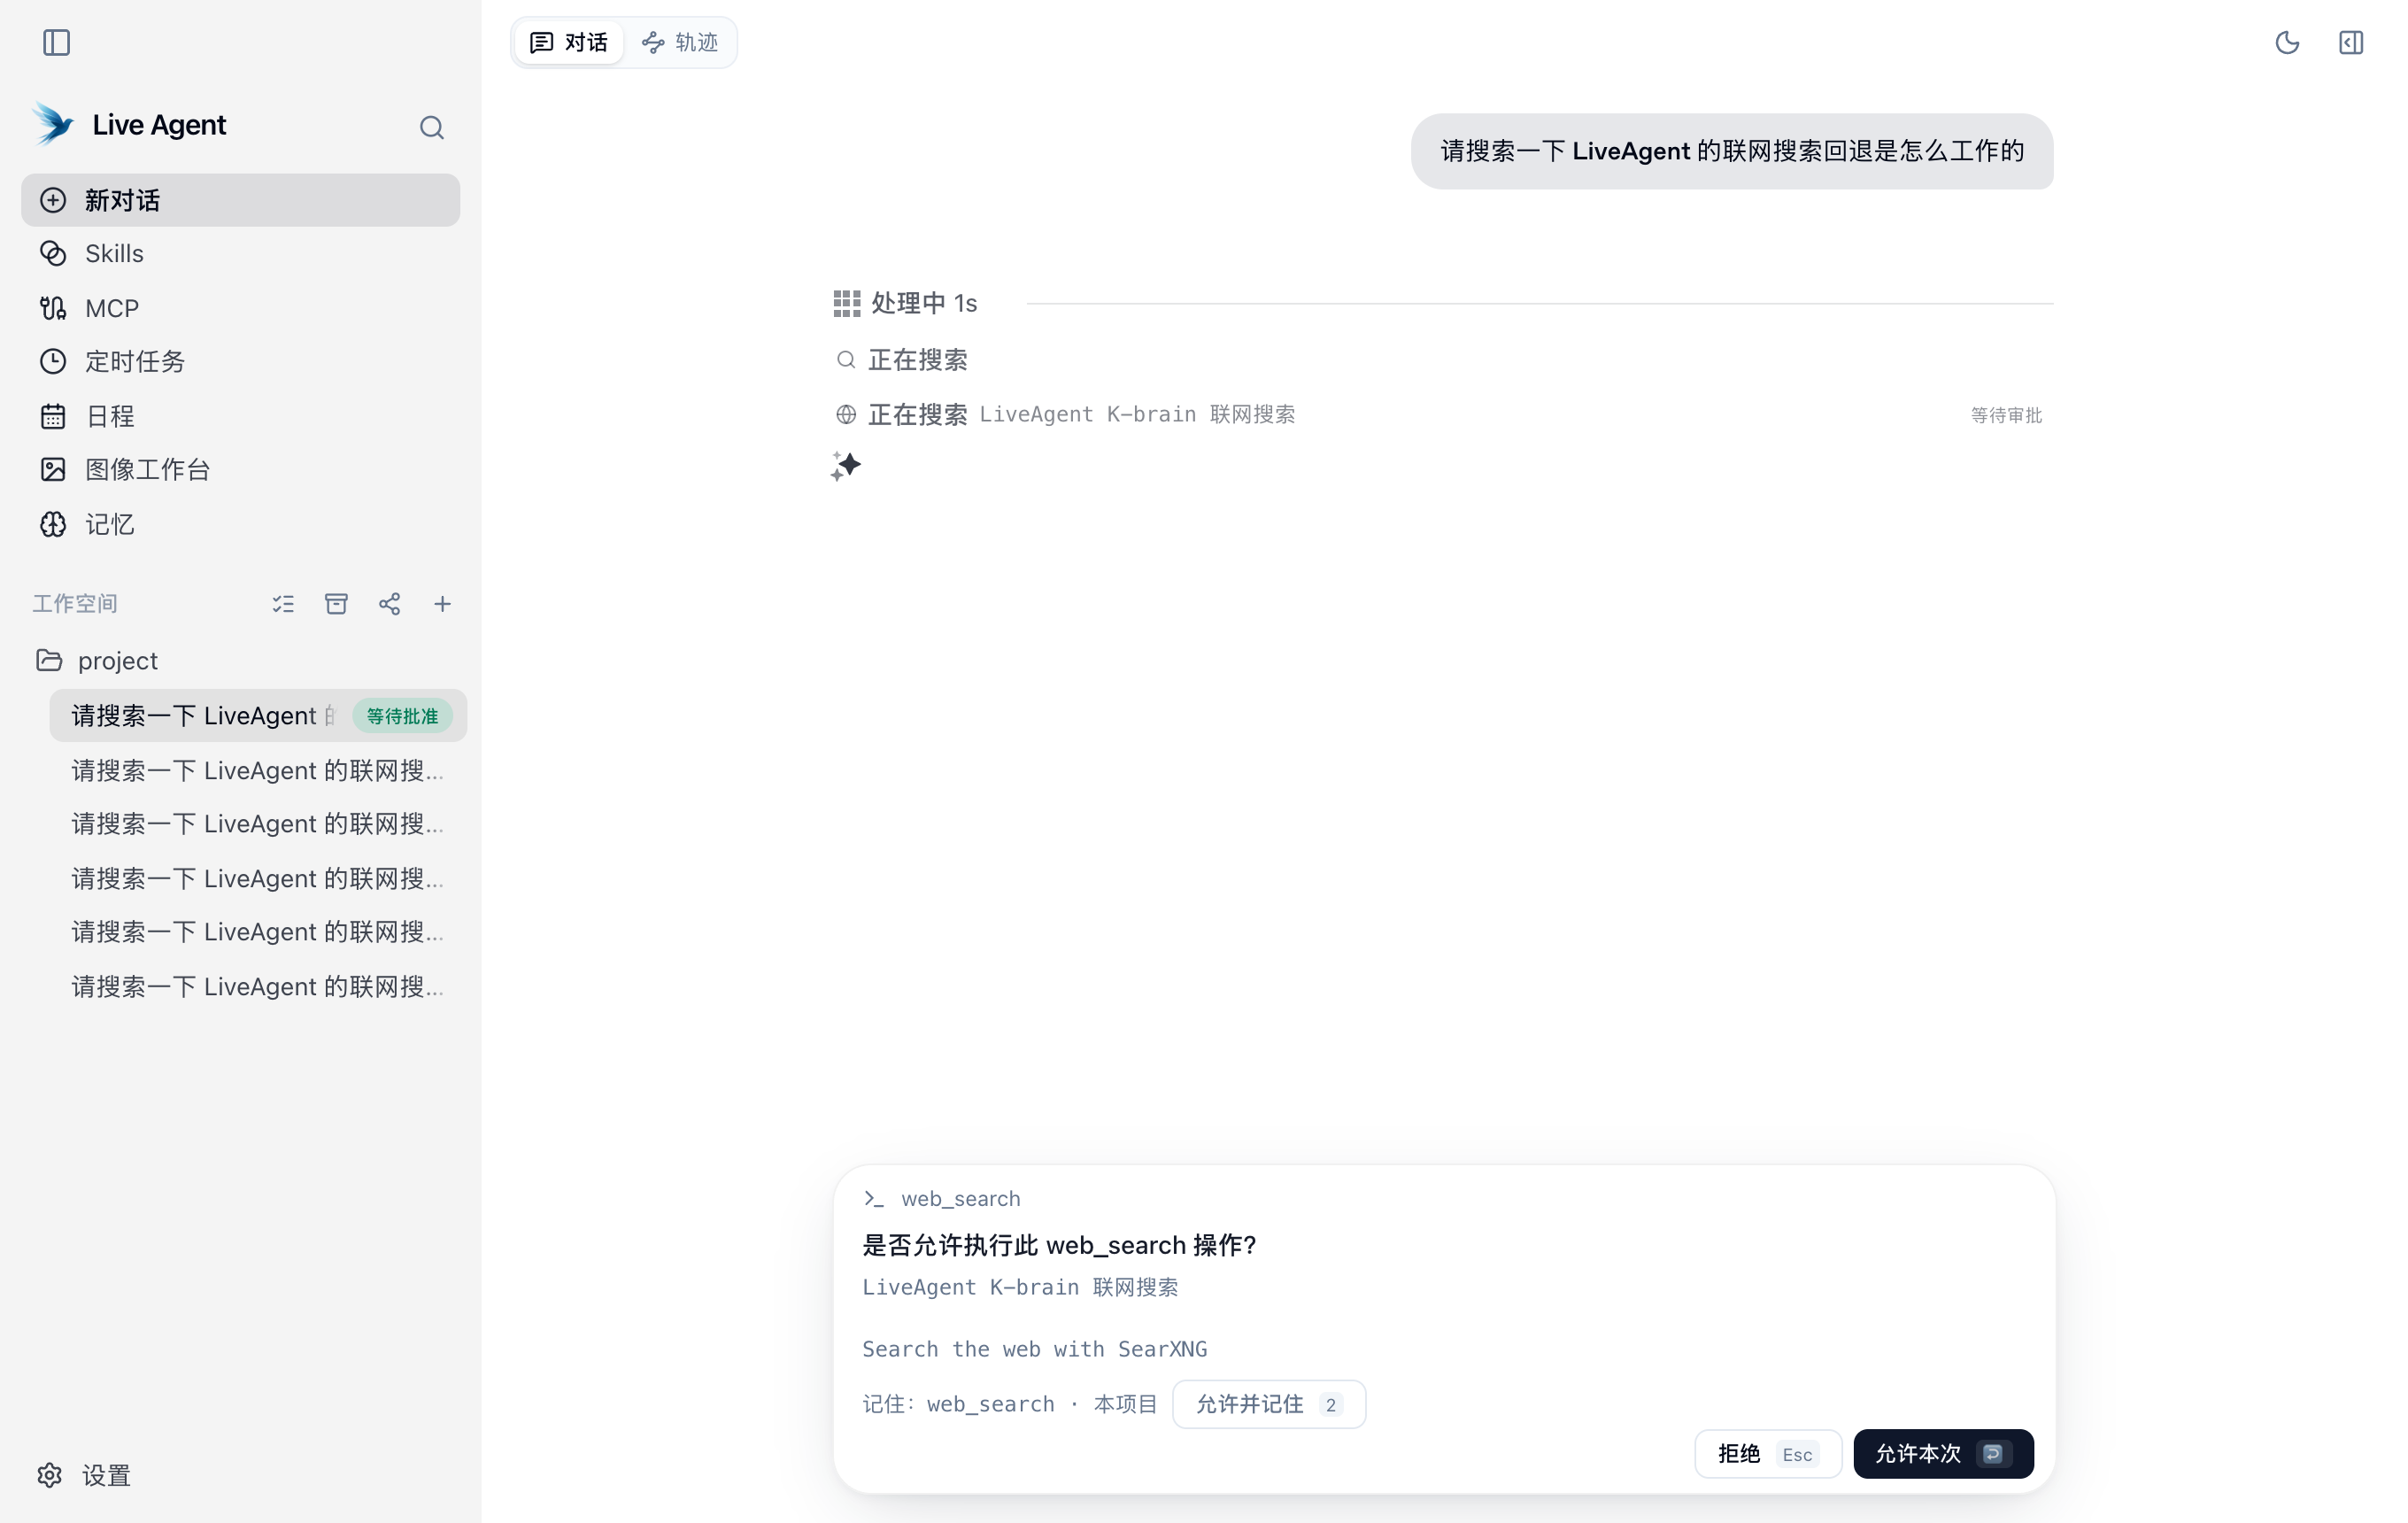 Live Agent
新对话
Skills
MCP
定时任务
日程
图像工作台
记忆
工作空间
project
请搜索一下 LiveAgent 等待批准
请搜索一下 LiveAgent 的联网搜...
请搜索一下 LiveAgent 的联网搜...
请搜索一下 LiveAgent 的联网搜...
请搜索一下 LiveAgent 的联网搜...
请搜索一下 LiveAgent 的联网搜...
设置
对话 轨迹
请搜索一下 LiveAgent 的联网搜索回退是怎么工作的
处理中 1s
正在搜索
正在搜索 LiveAgent K-brain 联网搜索 等待审批
web_search
是否允许执行此 web_search 操作?
LiveAgent K-brain 联网搜索
Search the web with SearXNG
记住: web_search · 本项目 允许并记住 2
拒绝 Esc 允许本次